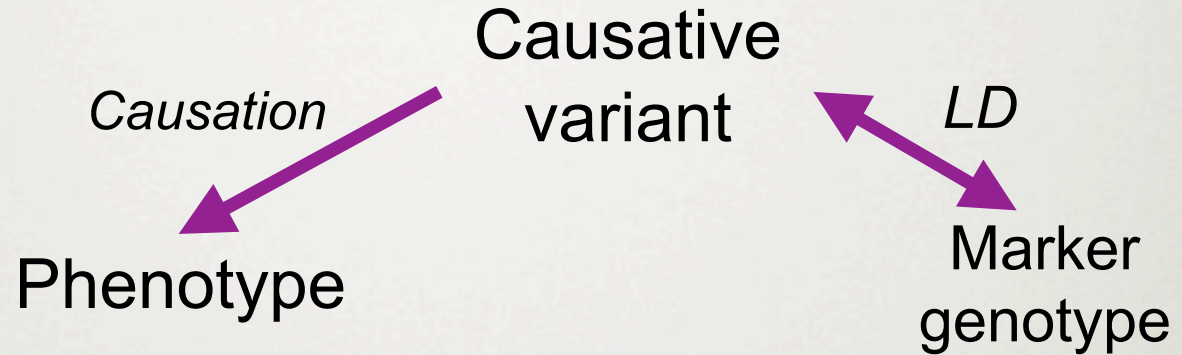 Causative
variant
Causation
LD
Phenotype
Marker
genotype